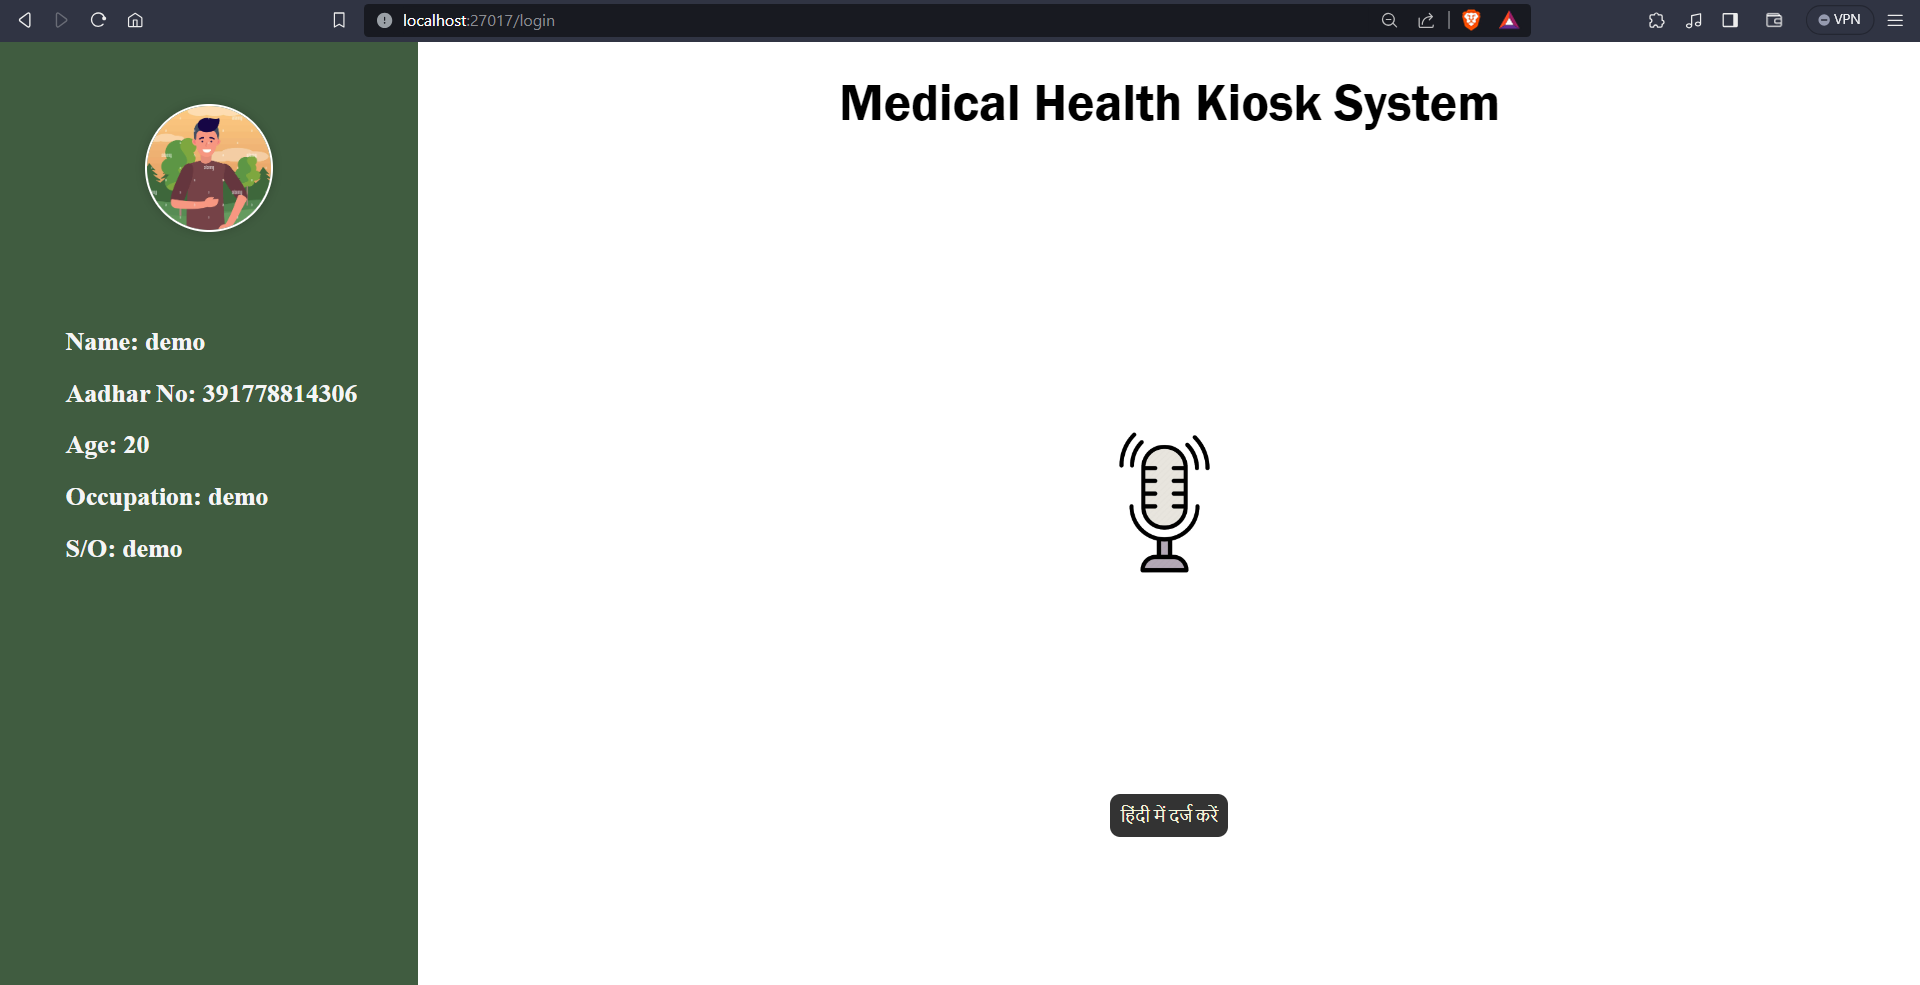 localhost:27017/login
VPN
Medical Health Kiosk System
Name: demo
Aadhar No: 391778814306
Age: 20
Occupation: demo
S/O: demo
हिंदी में दर्ज करें